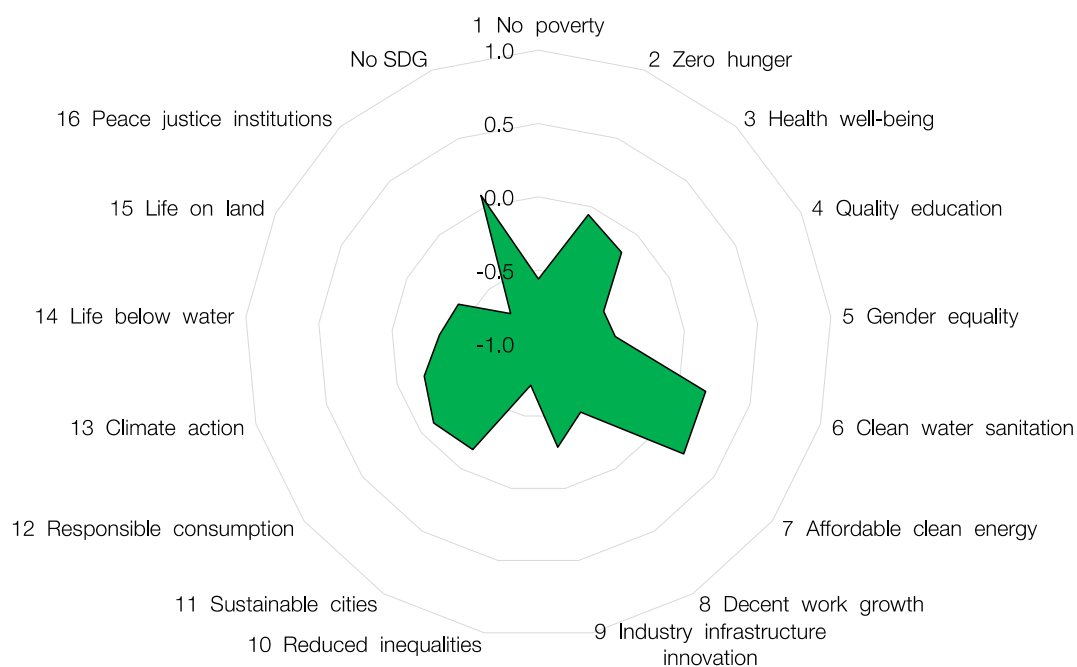 1 No poverty
2 Zero hunger
3 Health well-being
4 Quality education
5 Gender equality
6 Clean water sanitation
7 Affordable clean energy
8 Decent work growth
9 Industry infrastructure
innovation
10 Reduced inequalities
11 Sustainable cities
12 Responsible consumption
13 Climate action
14 Life below water
15 Life on land
16 Peace justice institutions
No SDG
1.0
0.5
0.0
-0.5
-1.0